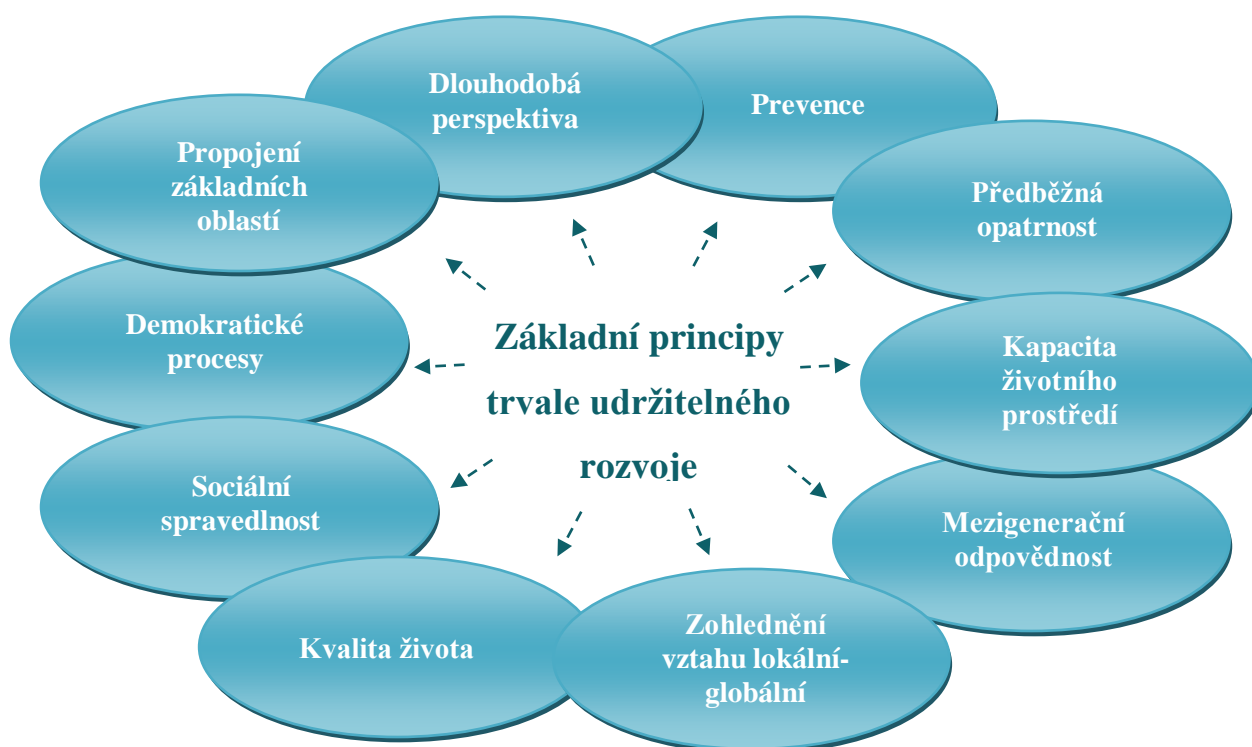 Dlouhodobá
perspektiva
Prevence
Propojení
základních
oblastí
Předběžná
opatrnost
Demokratické
procesy
Základní principy
trvale udržitelného
rozvoje
Kapacita
životního
prostředí
Sociální
spravedlnost
Mezigenerační
odpovědnost
Kvalita života
Zohlednění
vztahu lokální-
globální